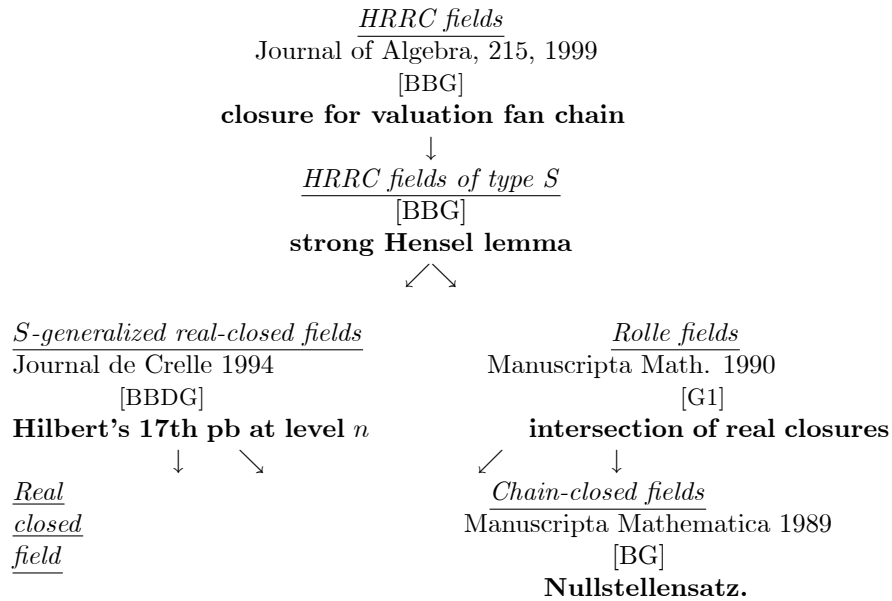 HRRC fields
Journal of Algebra, 215, 1999
[BBG]
closure for valuation fan chain
↓
HRRC fields of type S
[BBG]
strong Hensel lemma
↙↘
S-generalized real-closed fields
Journal de Crelle 1994
[BBDG]
Hilbert's 17th pb at level n
↓ ↘
Rolle fields
Manuscripta Math. 1990
[G1]
intersection of real closures
↙ ↓
Real
closed
field
Chain-closed fields
Manuscripta Mathematica 1989
[BG]
Nullstellensatz.